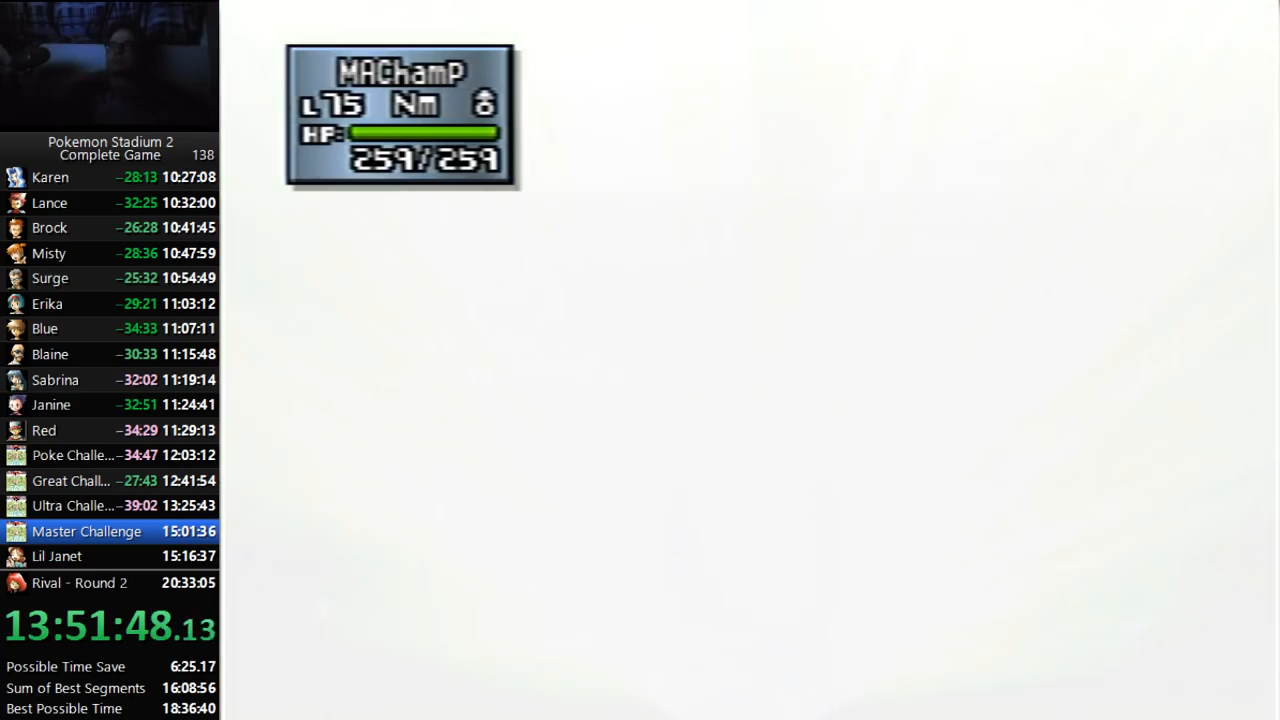 MAChamP
L75 Nm ♂
HP:
259/259
Pokemon Stadium 2
Complete Game 138
Karen -28:13 10:27:08
Lance -32:25 10:32:00
Brock -26:28 10:41:45
Misty -28:36 10:47:59
Surge -25:32 10:54:49
Erika -29:21 11:03:12
Blue -34:33 11:07:11
Blaine -30:33 11:15:48
Sabrina -32:02 11:19:14
Janine -32:51 11:24:41
Red -34:29 11:29:13
Poke Challe... -34:47 12:03:12
Great Chall... -27:43 12:41:54
Ultra Challe... -39:02 13:25:43
Master Challenge 15:01:36
Lil Janet 15:16:37
Rival - Round 2 20:33:05
13:51:48.13
Possible Time Save 6:25.17
Sum of Best Segments 16:08:56
Best Possible Time 18:36:40